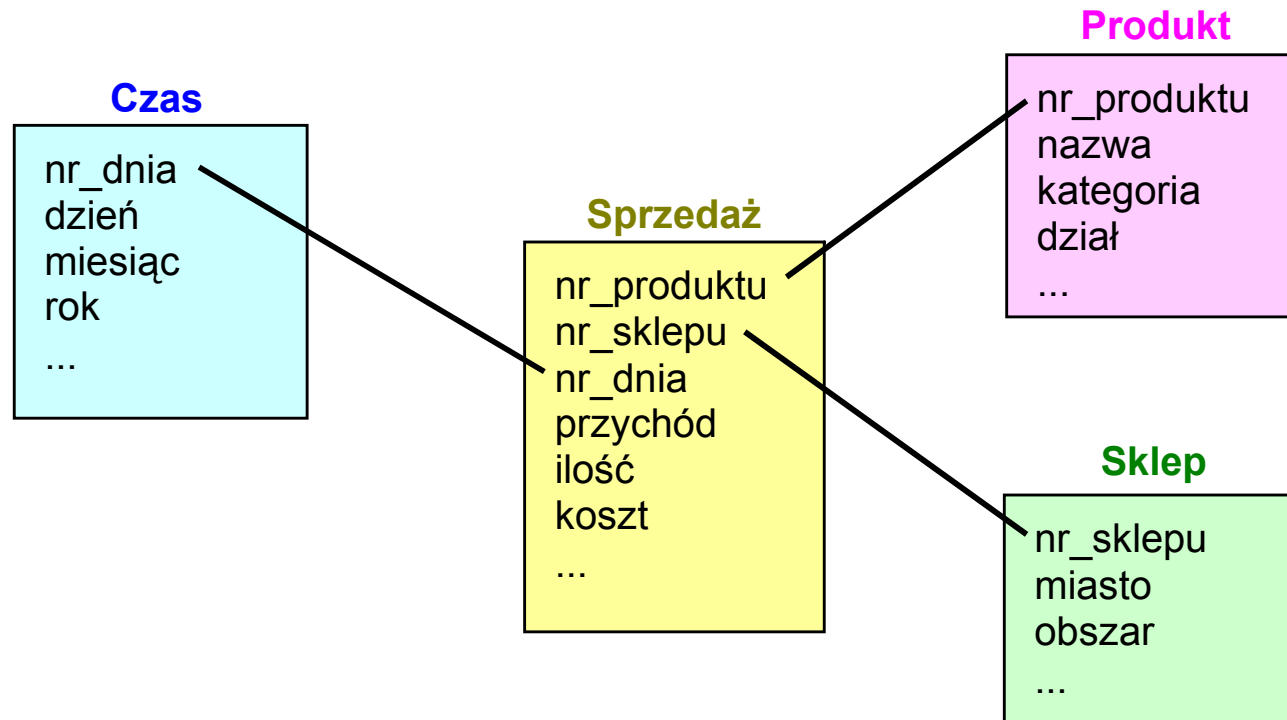 Czas
nr_dnia
dzień
miesiąc
rok
...
Sprzedaż
nr_produktu
nr_sklepu
nr_dnia
przychód
ilość
koszt
...
Produkt
nr_produktu
nazwa
kategoria
dział
...
Sklep
nr_sklepu
miasto
obszar
...